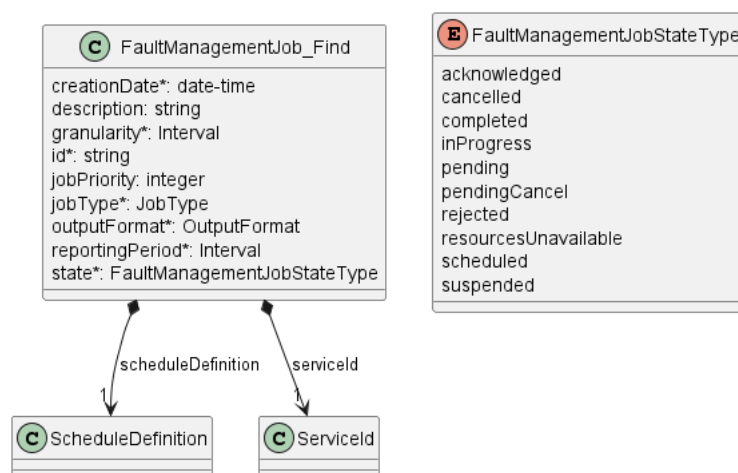 C FaultManagementJob_Find
creationDate*: date-time
description: string
granularity*: Interval
id*: string
jobPriority: integer
jobType*: JobType
outputFormat*: OutputFormat
reportingPeriod*: Interval
state*: FaultManagementJobStateType
E FaultManagementJobStateType
acknowledged
cancelled
completed
inProgress
pending
pendingCancel
rejected
resourcesUnavailable
scheduled
suspended
scheduleDefinition
serviceId
1
1
C ScheduleDefinition
C ServiceId